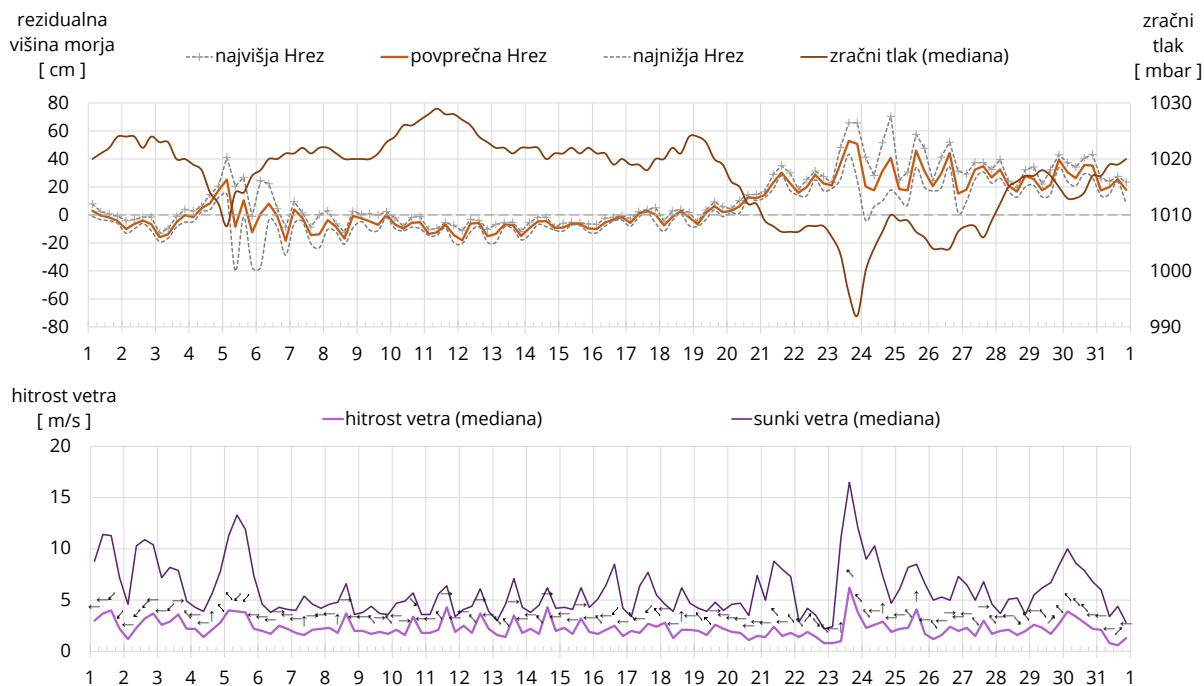 rezidualna
višina morja
[ cm ]
zračni
tlak
[ mbar ]
najvišja Hrez povprečna Hrez najnižja Hrez zračni tlak (mediana)
80 1030
60
40 1020
20
0 1010
-20
-40 1000
-60
-80 990
1 2 3 4 5 6 7 8 9 10 11 12 13 14 15 16 17 18 19 20 21 22 23 24 25 26 27 28 29 30 31 1
hitrost vetra
[ m/s ]
hitrost vetra (mediana) sunki vetra (mediana)
20
15
10
5
0
1 2 3 4 5 6 7 8 9 10 11 12 13 14 15 16 17 18 19 20 21 22 23 24 25 26 27 28 29 30 31 1